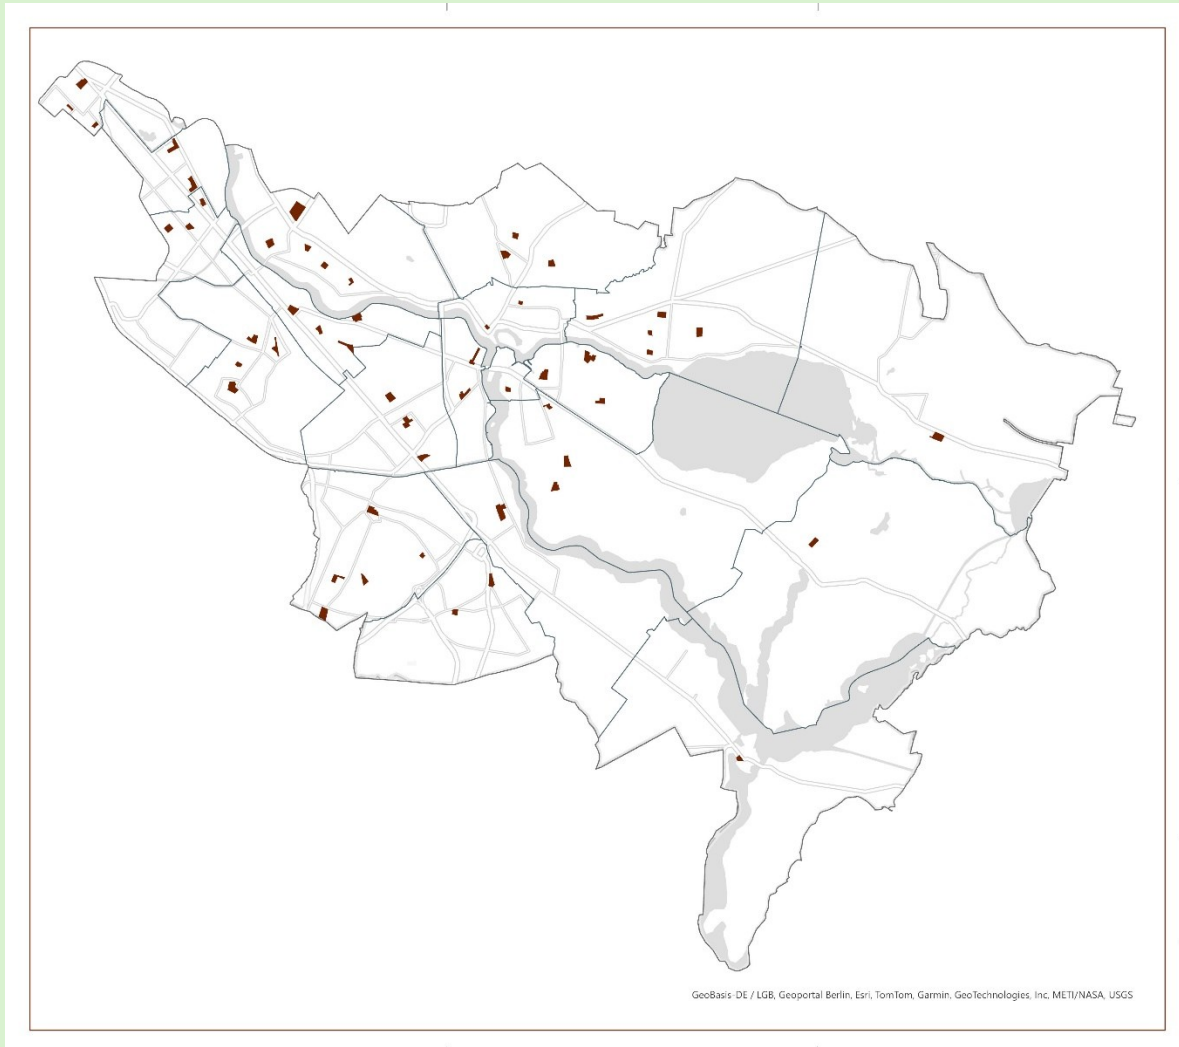 GeoBasis-DE / LGB, Geoportal Berlin, Esri, TomTom, Garmin, GeoTechnologies, Inc, METI/NASA, USGS